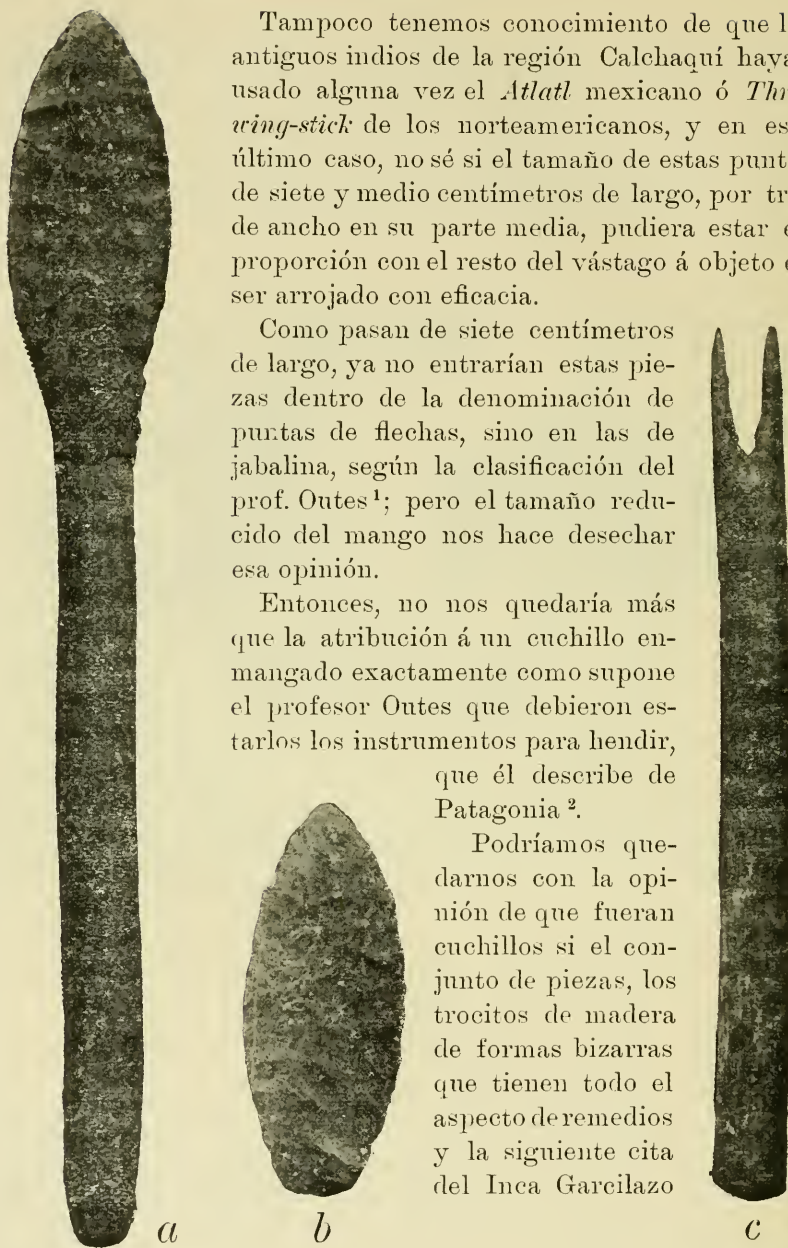 Tampoco tenemos conocimiento de que l
antiguos indios de la región Calchaquí haya
usado alguna vez el Atlatl mexicano ó Thr
wing-stick de los norteamericanos, y en es
último caso, no sé si el tamaño de estas punt
de siete y medio centímetros de largo, por tr
de ancho en su parte media, pudiera estar e
proporción con el resto del vástago á objeto d
ser arrojado con eficacia.
Como pasan de siete centímetros
de largo, ya no entrarían estas pie-
zas dentro de la denominación de
puntas de flechas, sino en las de
jabalina, según la clasificación del
prof. Outes ¹; pero el tamaño redu-
cido del mango nos hace desechar
esa opinión.
Entonces, no nos quedaría más
que la atribución á un cuchillo en-
mangado exactamente como supone
el profesor Outes que debieron es-
tarlos los instrumentos para hendir,
que él describe de
Patagonia ².
Podríamos que-
darnos con la opi-
nión de que fueran
cuchillos si el con-
junto de piezas, los
trocitos de madera
de formas bizarras
que tienen todo el
aspecto de remedios
y la siguiente cita
del Inca Garcilazo
a b c